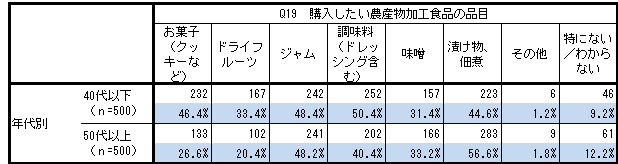 Q19　購入したい農産物加工食品の品目
お菓子（クッキーなど） ドライフルーツ ジャム 調味料（ドレッシング含む） 味噌 漬け物、佃煮 その他 特にない／わからない
年代別
40代以下（n=500） 232 167 242 252 157 223 6 46
46.4% 33.4% 48.4% 50.4% 31.4% 44.6% 1.2% 9.2%
50代以上（n=500） 133 102 241 202 166 283 9 61
26.6% 20.4% 48.2% 40.4% 33.2% 56.6% 1.8% 12.2%